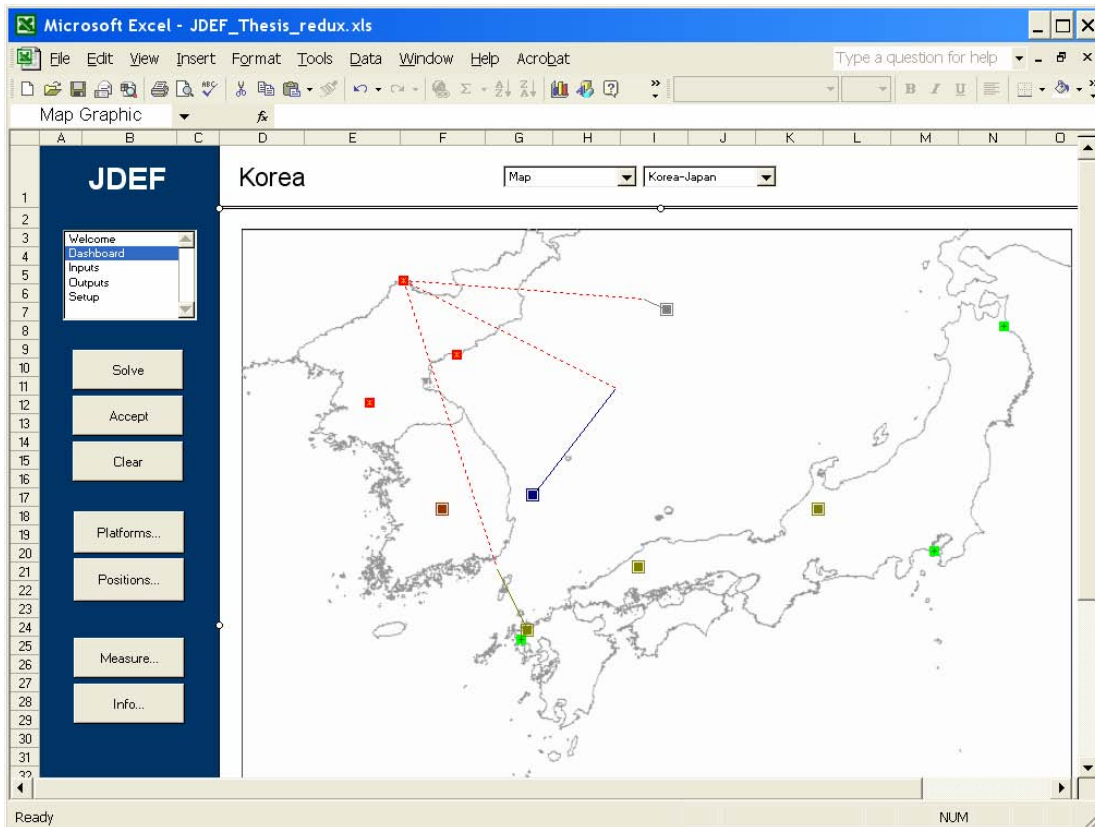 Microsoft Excel - JDEF_Thesis_redux.xls
File Edit View Insert Format Tools Data Window Help Acrobat Type a question for help
B I U
Map Graphic fx
A B C D E F G H I J K L M N O
JDEF Korea Map Korea-Japan
1
2
3 Welcome
4 Dashboard
5 Inputs
6 Outputs
7 Setup
8
9
10 Solve
11
12 Accept
13
14
15 Clear
16
17
18
19 Platforms...
20
21 Positions...
22
23
24
25 Measure...
26
27
28 Info...
29
30
31
32
Ready NUM